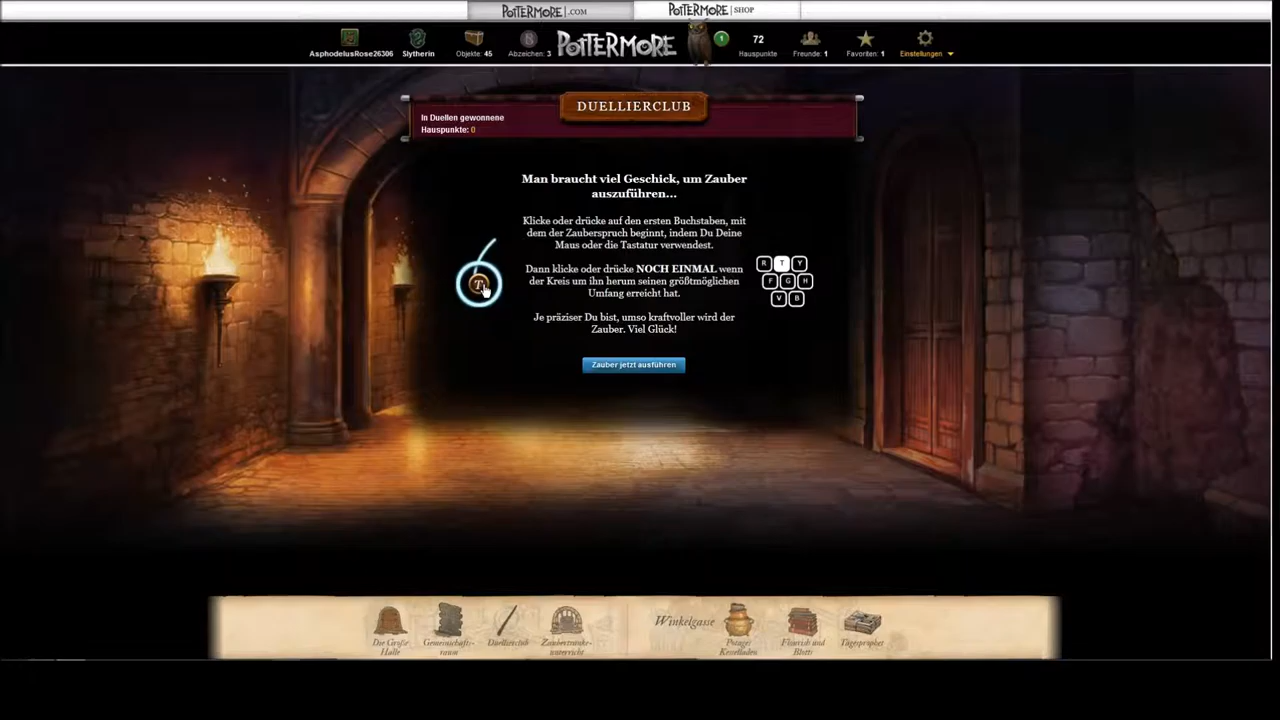 POTTERMORE .COM
POTTERMORE SHOP
AsphodelusRose26306
Slytherin
Objekte: 45
Abzeichen: 3
POTTERMORE
1
72
Hauspunkte
Freunde: 1
Favoriten: 1
Einstellungen
DUELLIERCLUB
In Duellen gewonnene
Hauspunkte: 0
Man braucht viel Geschick, um Zauber
auszuführen...
Klicke oder drücke auf den ersten Buchstaben, mit
dem der Zauberspruch beginnt, indem Du Deine
Maus oder die Tastatur verwendest.
Dann klicke oder drücke NOCH EINMAL wenn
der Kreis um ihn herum seinen größtmöglichen
Umfang erreicht hat.
Je präziser Du bist, umso kraftvoller wird der
Zauber. Viel Glück!
T
R T Y
F G H
V B
Zauber jetzt ausführen
Die Große
Halle
Gemeinschafts-
raum
Duellierclub
Zaubertränke-
unterricht
Winkelgasse
Potages
Kesselladen
Flourish und
Blotts
Tagesprophet